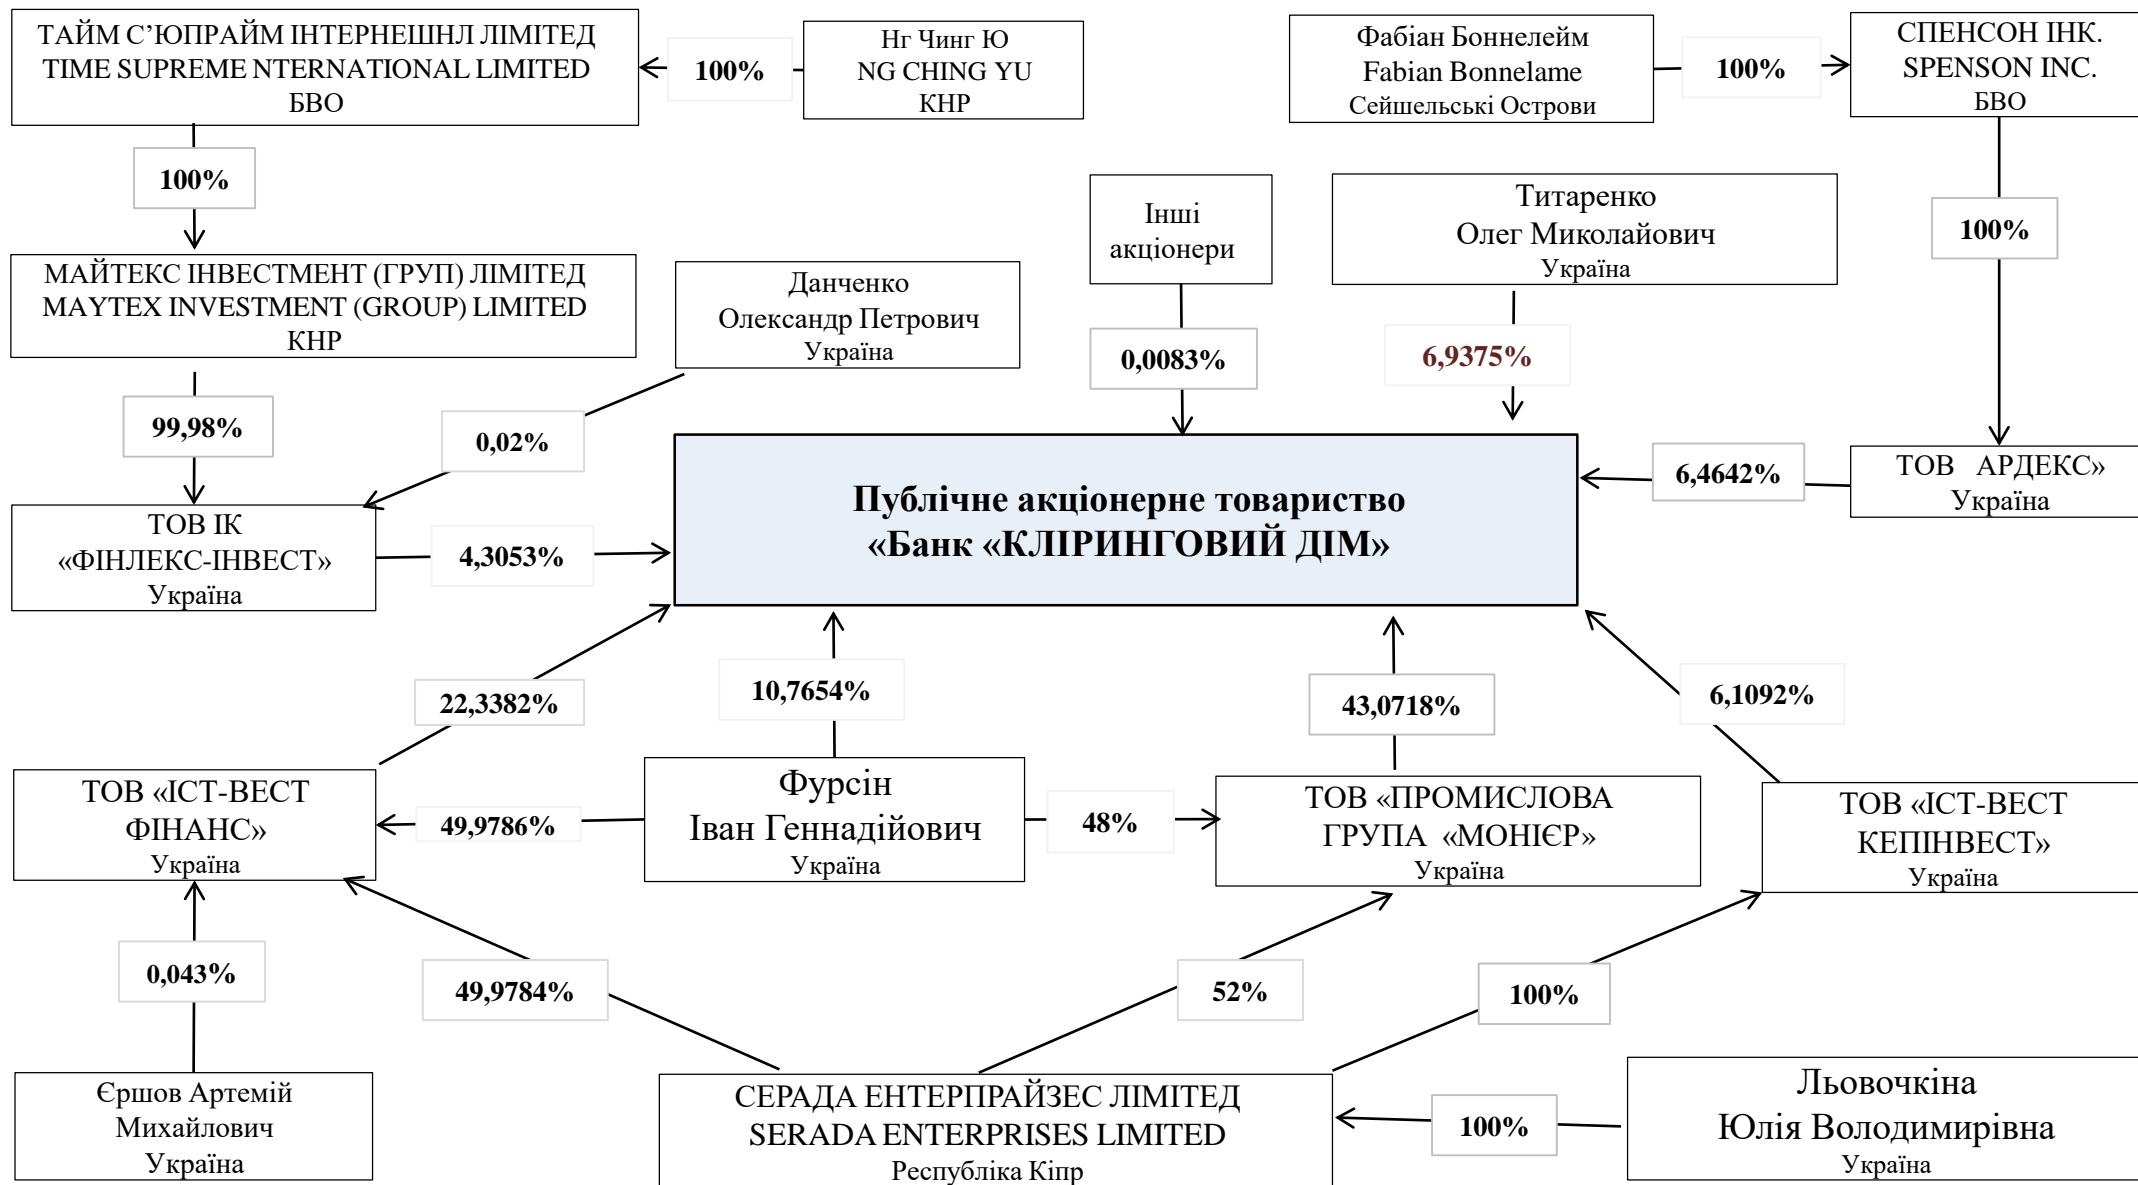 ТАЙМ С’ЮПРАЙМ ІНТЕРНЕШНЛ ЛІМІТЕД
TIME SUPREME NTERNATIONAL LIMITED
БВО
100%
Нг Чинг Ю
NG CHING YU
КНР
Фабіан Боннелейм
Fabian Bonnelame
Сейшельські Острови
100%
СПЕНСОН ІНК.
SPENSON INC.
БВО
100%
Інші
акціонери
Титаренко
Олег Миколайович
Україна
100%
МАЙТЕКС ІНВЕСТМЕНТ (ГРУП) ЛІМІТЕД
MAYTEX INVESTMENT (GROUP) LIMITED
КНР
Данченко
Олександр Петрович
Україна
0,0083%
6,9375%
99,98%
0,02%
6,4642%
ТОВ АРДЕКС»
Україна
Публічне акціонерне товариство
«Банк «КЛІРИНГОВИЙ ДІМ»
ТОВ ІК
«ФІНЛЕКС-ІНВЕСТ»
Україна
4,3053%
22,3382%
10,7654%
43,0718%
6,1092%
ТОВ «ІСТ-ВЕСТ
ФІНАНС»
Україна
49,9786%
Фурсін
Іван Геннадійович
Україна
48%
ТОВ «ПРОМИСЛОВА
ГРУПА «МОНІЄР»
Україна
ТОВ «ІСТ-ВЕСТ
КЕПІНВЕСТ»
Україна
0,043%
49,9784%
52%
100%
Єршов Артемій
Михайлович
Україна
СЕРАДА ЕНТЕРПРАЙЗЕС ЛІМІТЕД
SERADA ENTERPRISES LIMITED
Республіка Кіпр
100%
Льовочкіна
Юлія Володимирівна
Україна